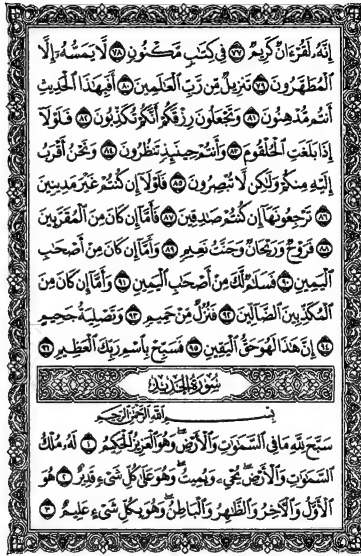 إِنَّهُۥ لَقُرْءَانٌ كَرِيمٌ ٧٧ فِى كِتَٰبٍ مَّكْنُونٍ ٧٨ لَّا يَمَسُّهُۥٓ إِلَّا
ٱلْمُطَهَّرُونَ ٧٩ تَنزِيلٌ مِّن رَّبِّ ٱلْعَٰلَمِينَ ٨٠ أَفَبِهَٰذَا ٱلْحَدِيثِ
أَنتُم مُّدْهِنُونَ ٨١ وَتَجْعَلُونَ رِزْقَكُمْ أَنَّكُمْ تُكَذِّبُونَ ٨٢ فَلَوْلَآ
إِذَا بَلَغَتِ ٱلْحُلْقُومَ ٨٣ وَأَنتُمْ حِينَئِذٍ تَنظُرُونَ ٨٤ وَنَحْنُ أَقْرَبُ
إِلَيْهِ مِنكُمْ وَلَٰكِن لَّا تُبْصِرُونَ ٨٥ فَلَوْلَآ إِن كُنتُمْ غَيْرَ مَدِينِينَ
٨٦ تَرْجِعُونَهَآ إِن كُنتُمْ صَٰدِقِينَ ٨٧ فَأَمَّآ إِن كَانَ مِنَ ٱلْمُقَرَّبِينَ
٨٨ فَرَوْحٌ وَرَيْحَانٌ وَجَنَّتُ نَعِيمٍ ٨٩ وَأَمَّآ إِن كَانَ مِنْ أَصْحَٰبِ
ٱلْيَمِينِ ٩٠ فَسَلَٰمٌ لَّكَ مِنْ أَصْحَٰبِ ٱلْيَمِينِ ٩١ وَأَمَّآ إِن كَانَ مِنَ
ٱلْمُكَذِّبِينَ ٱلضَّآلِّينَ ٩٢ فَنُزُلٌ مِّنْ حَمِيمٍ ٩٣ وَتَصْلِيَةُ جَحِيمٍ
٩٤ إِنَّ هَٰذَا لَهُوَ حَقُّ ٱلْيَقِينِ ٩٥ فَسَبِّحْ بِٱسْمِ رَبِّكَ ٱلْعَظِيمِ ٩٦
سُورَةُ الحَدِيد
بِسْمِ ٱللَّهِ ٱلرَّحْمَٰنِ ٱلرَّحِيمِ
سَبَّحَ لِلَّهِ مَا فِى ٱلسَّمَٰوَٰتِ وَٱلْأَرْضِ ۖ وَهُوَ ٱلْعَزِيزُ ٱلْحَكِيمُ ١ لَهُۥ مُلْكُ
ٱلسَّمَٰوَٰتِ وَٱلْأَرْضِ ۖ يُحْىِۦ وَيُمِيتُ ۖ وَهُوَ عَلَىٰ كُلِّ شَىْءٍ قَدِيرٌ ٢ هُوَ
ٱلْأَوَّلُ وَٱلْءَاخِرُ وَٱلظَّٰهِرُ وَٱلْبَاطِنُ ۖ وَهُوَ بِكُلِّ شَىْءٍ عَلِيمٌ ٣